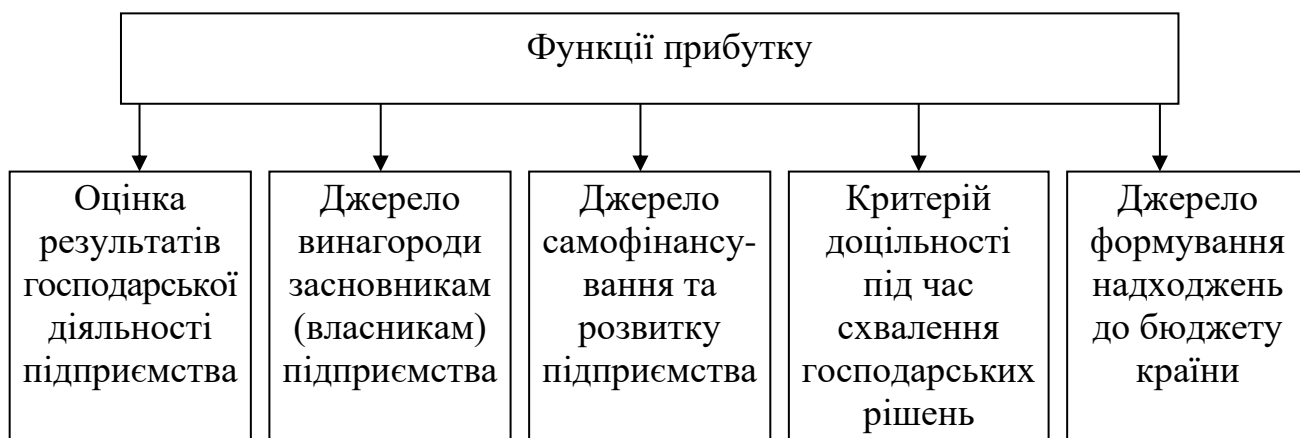 Функції прибутку
Оцінка
результатів
господарської
діяльності
підприємства
Джерело
винагороди
засновникам
(власникам)
підприємства
Джерело
самофінансу-
вання та
розвитку
підприємства
Критерій
доцільності
під час
схвалення
господарських
рішень
Джерело
формування
надходжень
до бюджету
країни